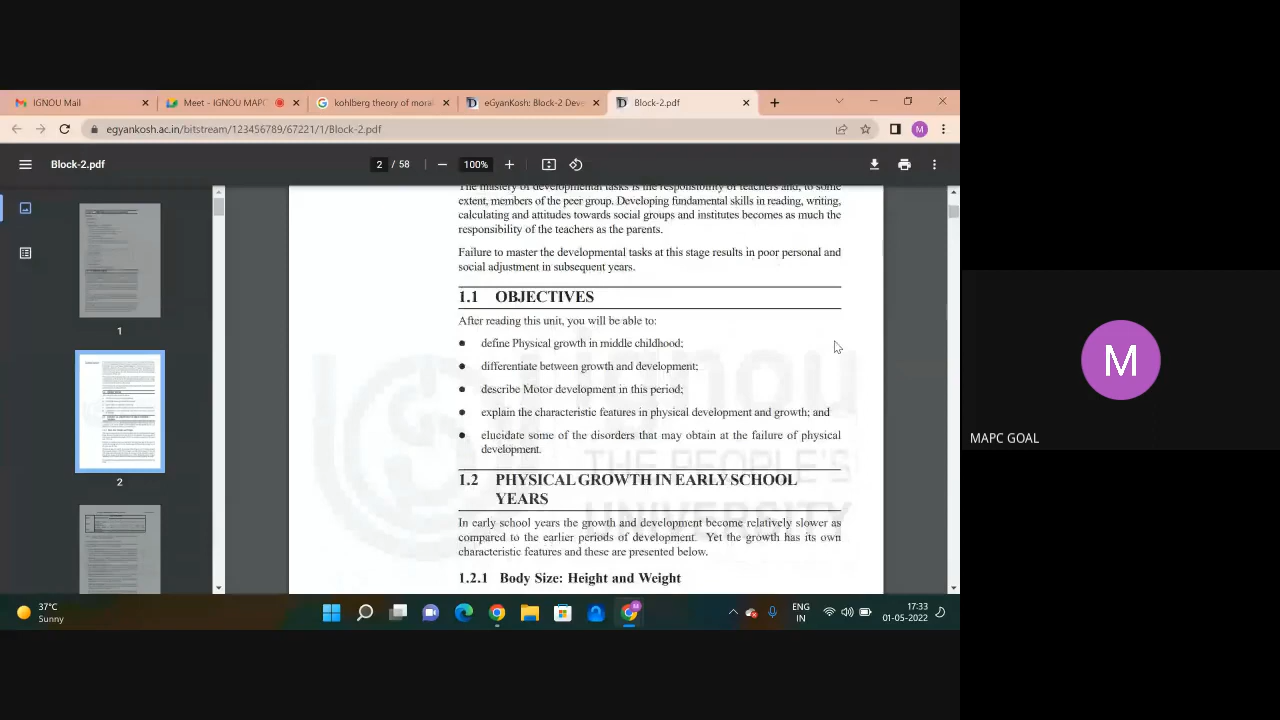 IGNOU Mail
Meet - IGNOU MAPC
kohlberg theory of mora
eGyanKosh: Block-2 Deve
Block-2.pdf
egyankosh.ac.in/bitstream/123456789/67221/1/Block-2.pdf
M
Block-2.pdf
2 / 58
100%
The mastery of developmental tasks is the responsibility of teachers and, to some
extent, members of the peer group. Developing fundamental skills in reading, writing,
calculating and attitudes towards social groups and institutes becomes as much the
responsibility of the teachers as the parents.
Failure to master the developmental tasks at this stage results in poor personal and
social adjustment in subsequent years.
1.1 OBJECTIVES
After reading this unit, you will be able to:
● define Physical growth in middle childhood;
● differentiate between growth and development;
● describe Motor development in this period;
● explain the characteristic features in physical development and growth; and
● elucidate some of the disorders that may obtain at the failure of physical
development.
1.2 PHYSICAL GROWTH IN EARLY SCHOOL
YEARS
In early school years the growth and development become relatively slower as
compared to the earlier periods of development. Yet the growth has its own
characteristic features and these are presented below.
1.2.1 Body Size: Height and Weight
THE PEOPLE'S
UNIVERSITY
1
2
M
MAPC GOAL
37°C
Sunny
ENG
IN
17:33
01-05-2022